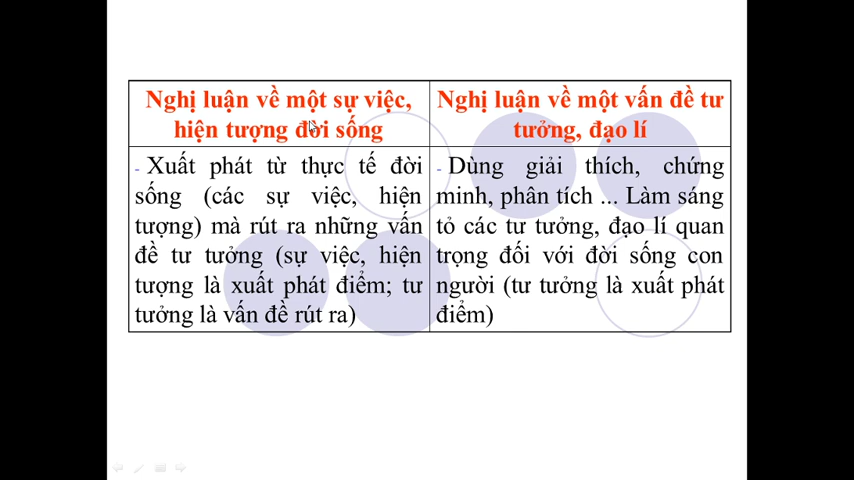 Nghị luận về một sự việc,
hiện tượng đời sống
Nghị luận về một vấn đề tư
tưởng, đạo lí
- Xuất phát từ thực tế đời
sống (các sự việc, hiện
tượng) mà rút ra những vấn
đề tư tưởng (sự việc, hiện
tượng là xuất phát điểm; tư
tưởng là vấn đề rút ra)
- Dùng giải thích, chứng
minh, phân tích ... Làm sáng
tỏ các tư tưởng, đạo lí quan
trọng đối với đời sống con
người (tư tưởng là xuất phát
điểm)